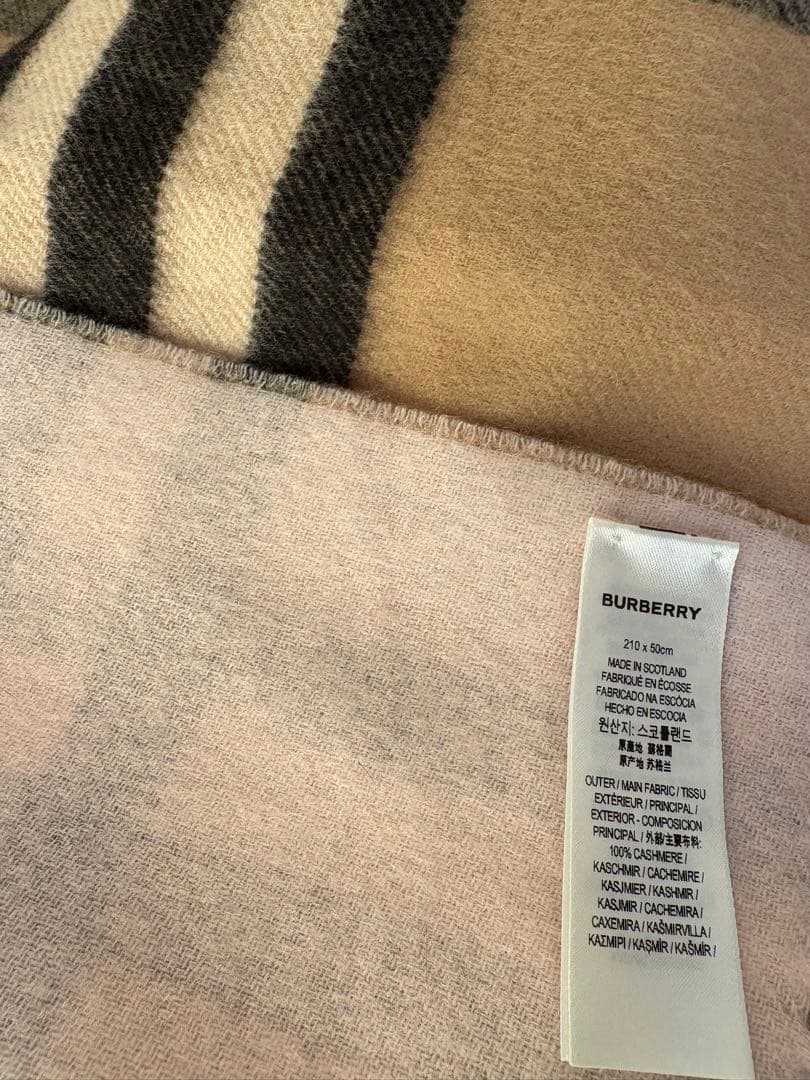 BURBERRY
210 x 50cm
MADE IN SCOTLAND
FABRIQUÉ EN ÉCOSSE
FABRICADO NA ESCÓCIA
HECHO EN ESCOCIA
원산지: 스코틀랜드
原產地 蘇格蘭
原产地 苏格兰
OUTER / MAIN FABRIC / TISSU
EXTÉRIEUR / PRINCIPAL /
EXTERIOR - COMPOSICION
PRINCIPAL / 外部/主要布料:
100% CASHMERE /
KASCHMIR / CACHEMIRE /
KASJMIER / KASHMIR /
KASJMIR / CACHEMIRA /
CAXEMIRA / KAŠMIRVILLA /
ΚΑΣΜΙΡΙ / KAŞMİR / KAŠMÍR /